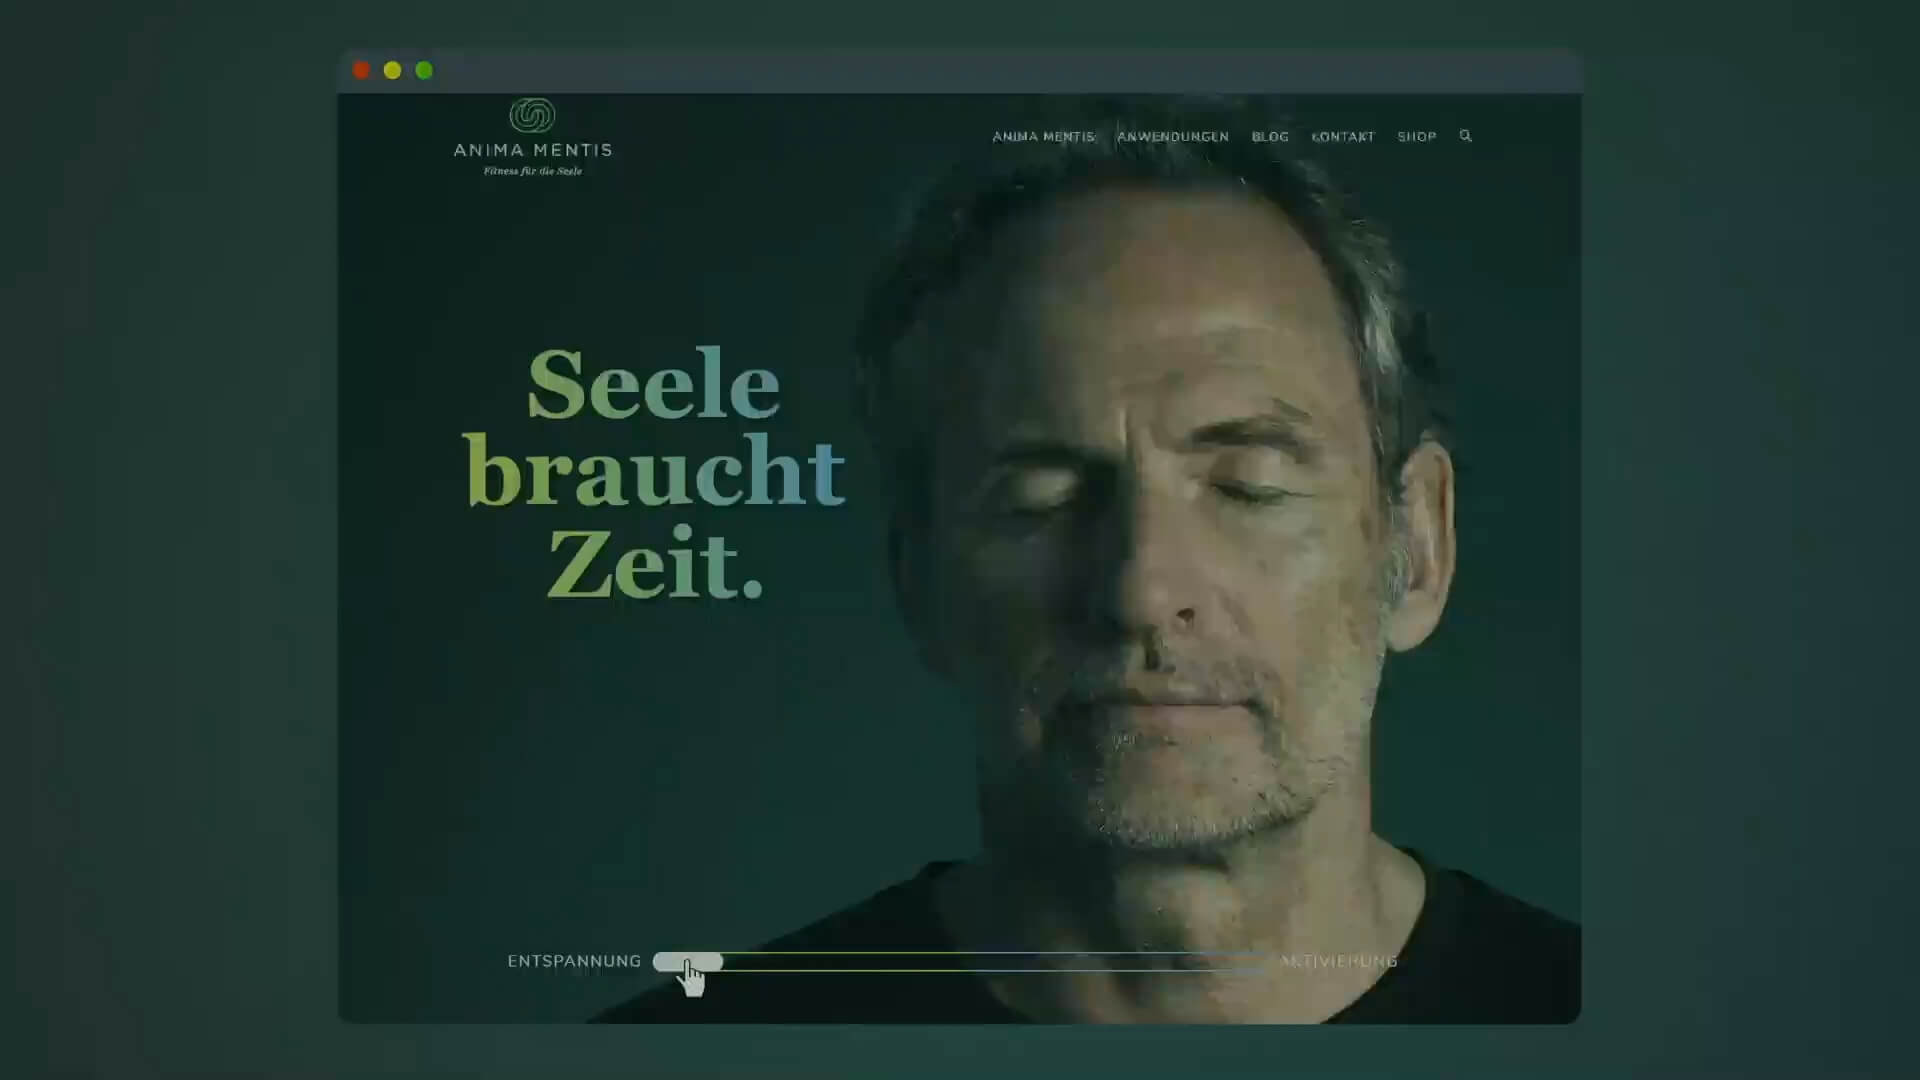 ANIMA MENTIS
Fitness für die Seele
ANIMA MENTIS ANWENDUNGEN BLOG KONTAKT SHOP
Seele
braucht
Zeit.
ENTSPANNUNG AKTIVIERUNG